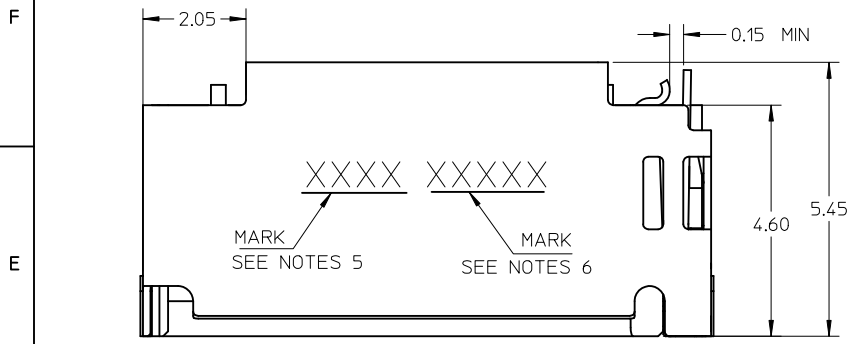 F
2.05
0.15 MIN
XXXX XXXXX
5.45
4.60
MARK
SEE NOTES 5
MARK
SEE NOTES 6
E